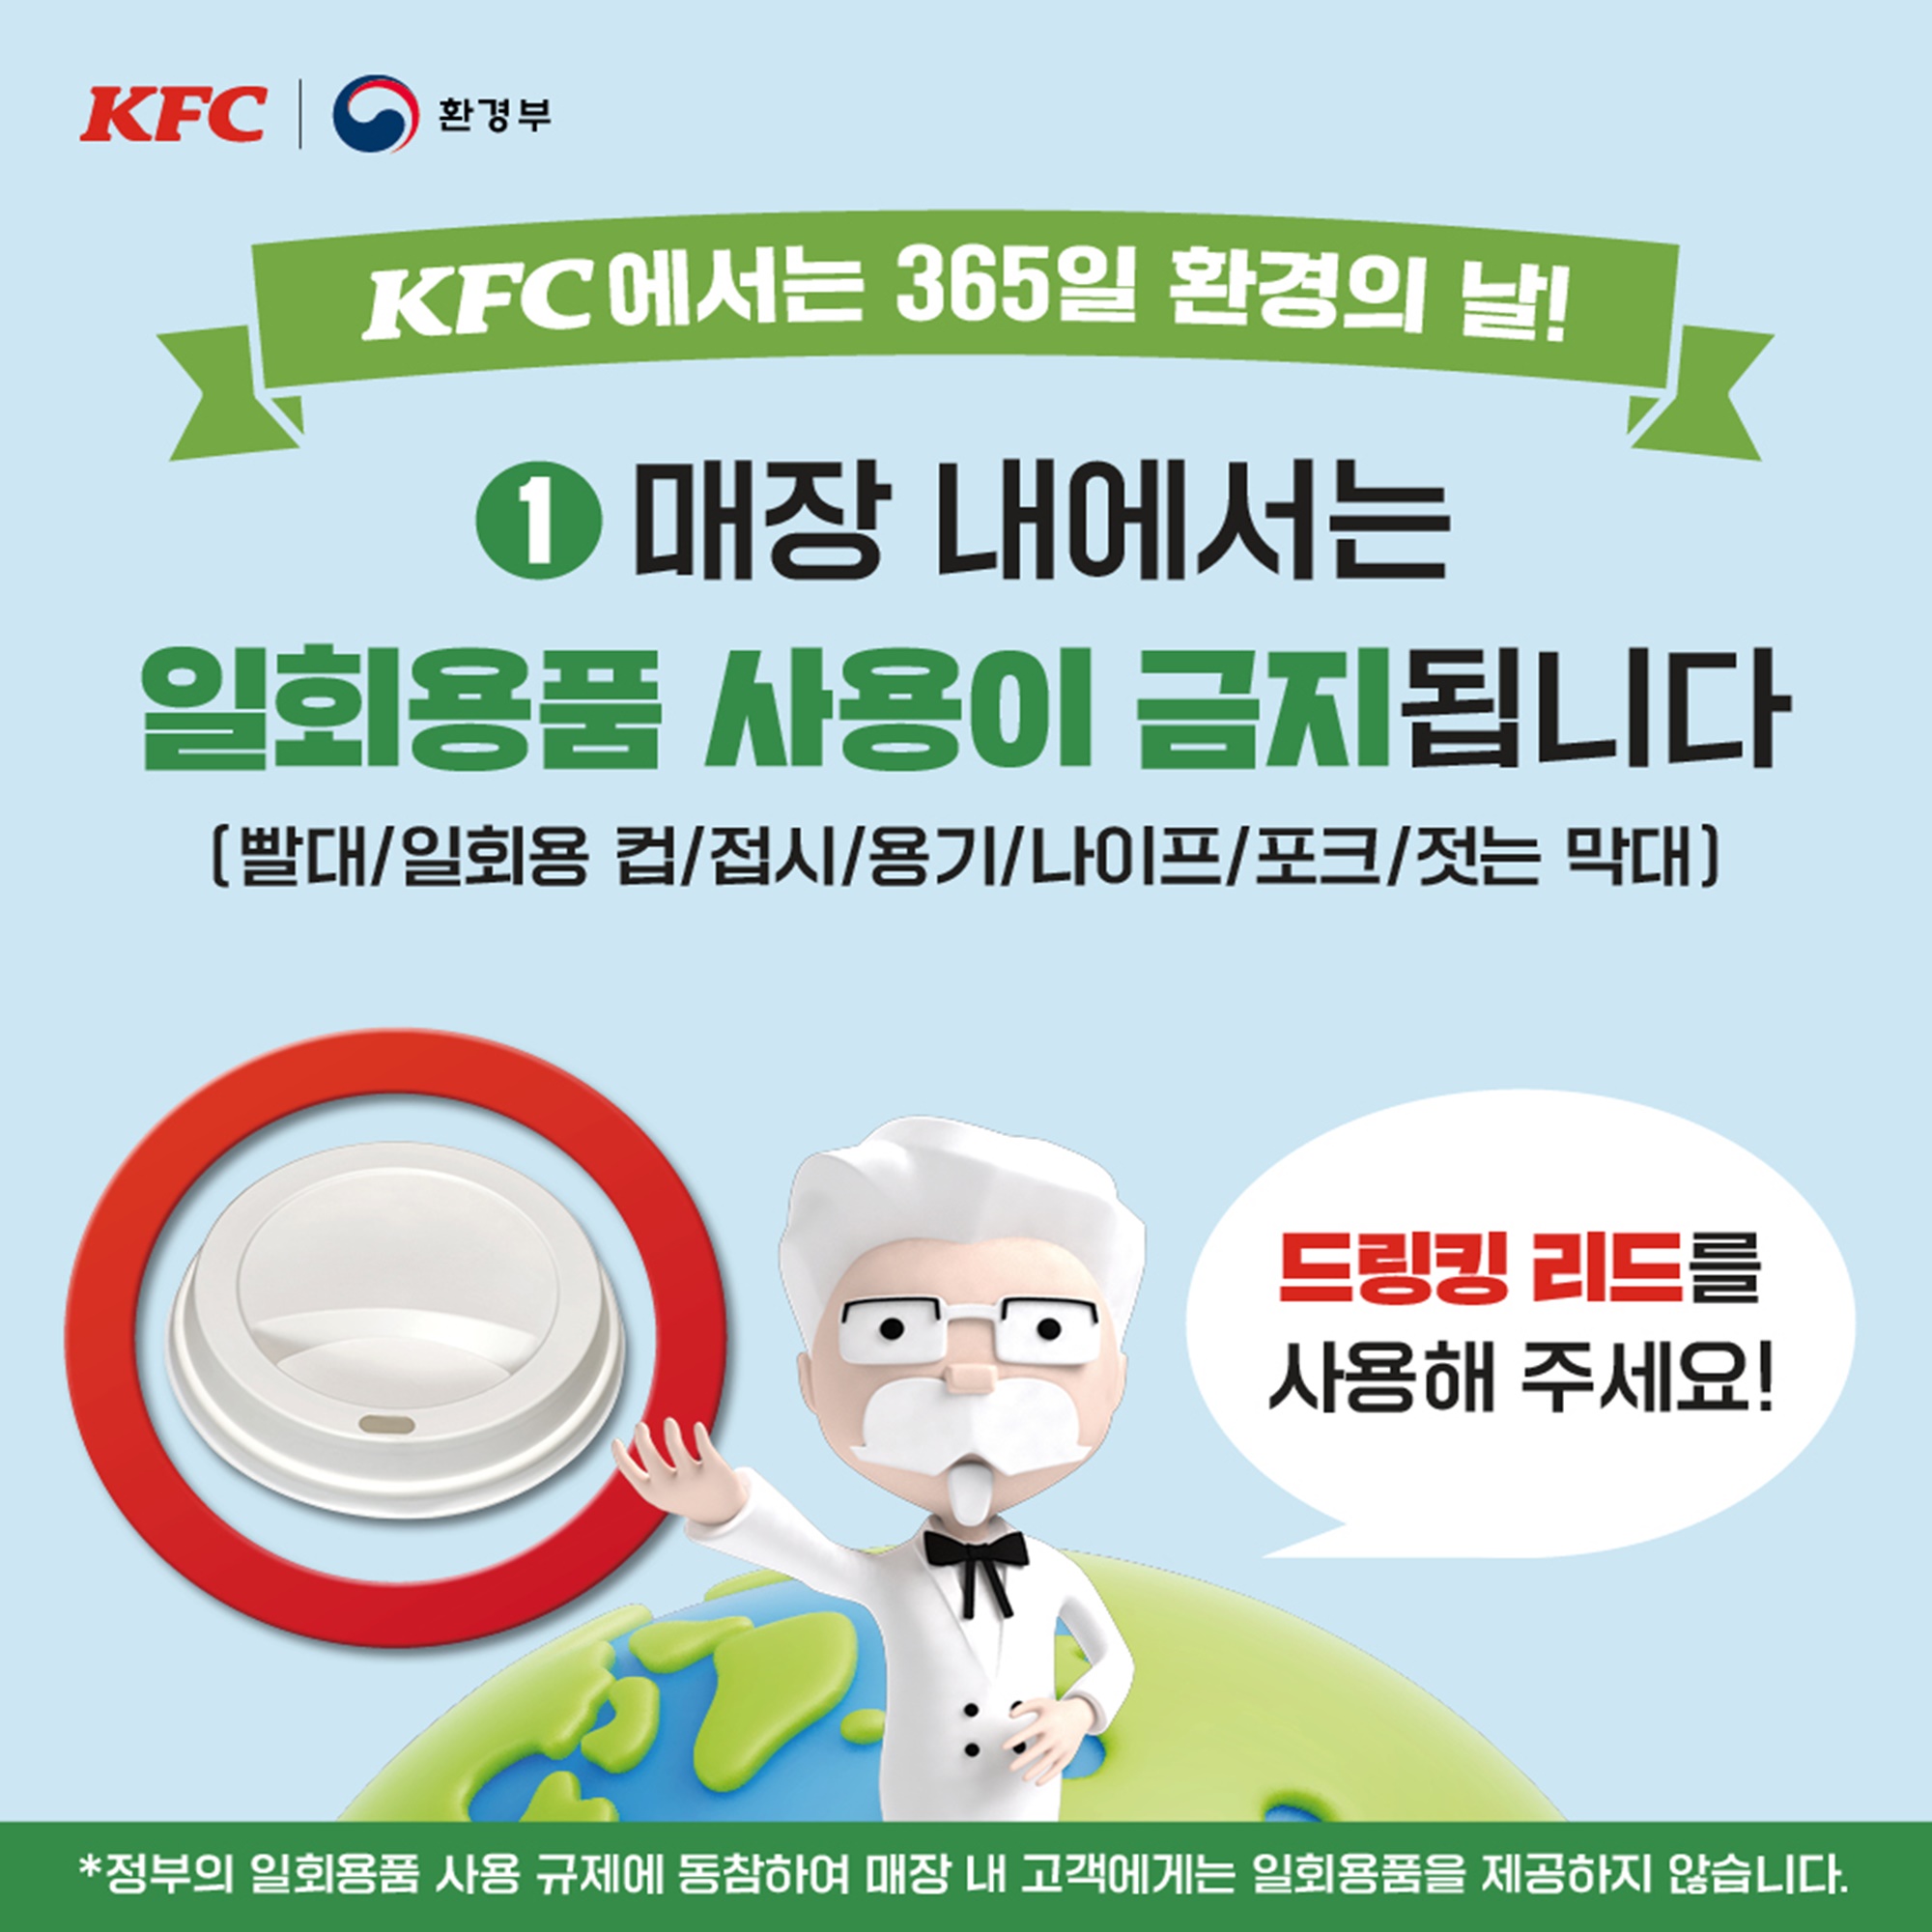 KFC | 환경부
KFC에서는 365일 환경의 날!
1 매장 내에서는
일회용품 사용이 금지됩니다
(빨대/일회용 컵/접시/용기/나이프/포크/젓는 막대)
드링킹 리드를
사용해 주세요!
*정부의 일회용품 사용 규제에 동참하여 매장 내 고객에게는 일회용품을 제공하지 않습니다.